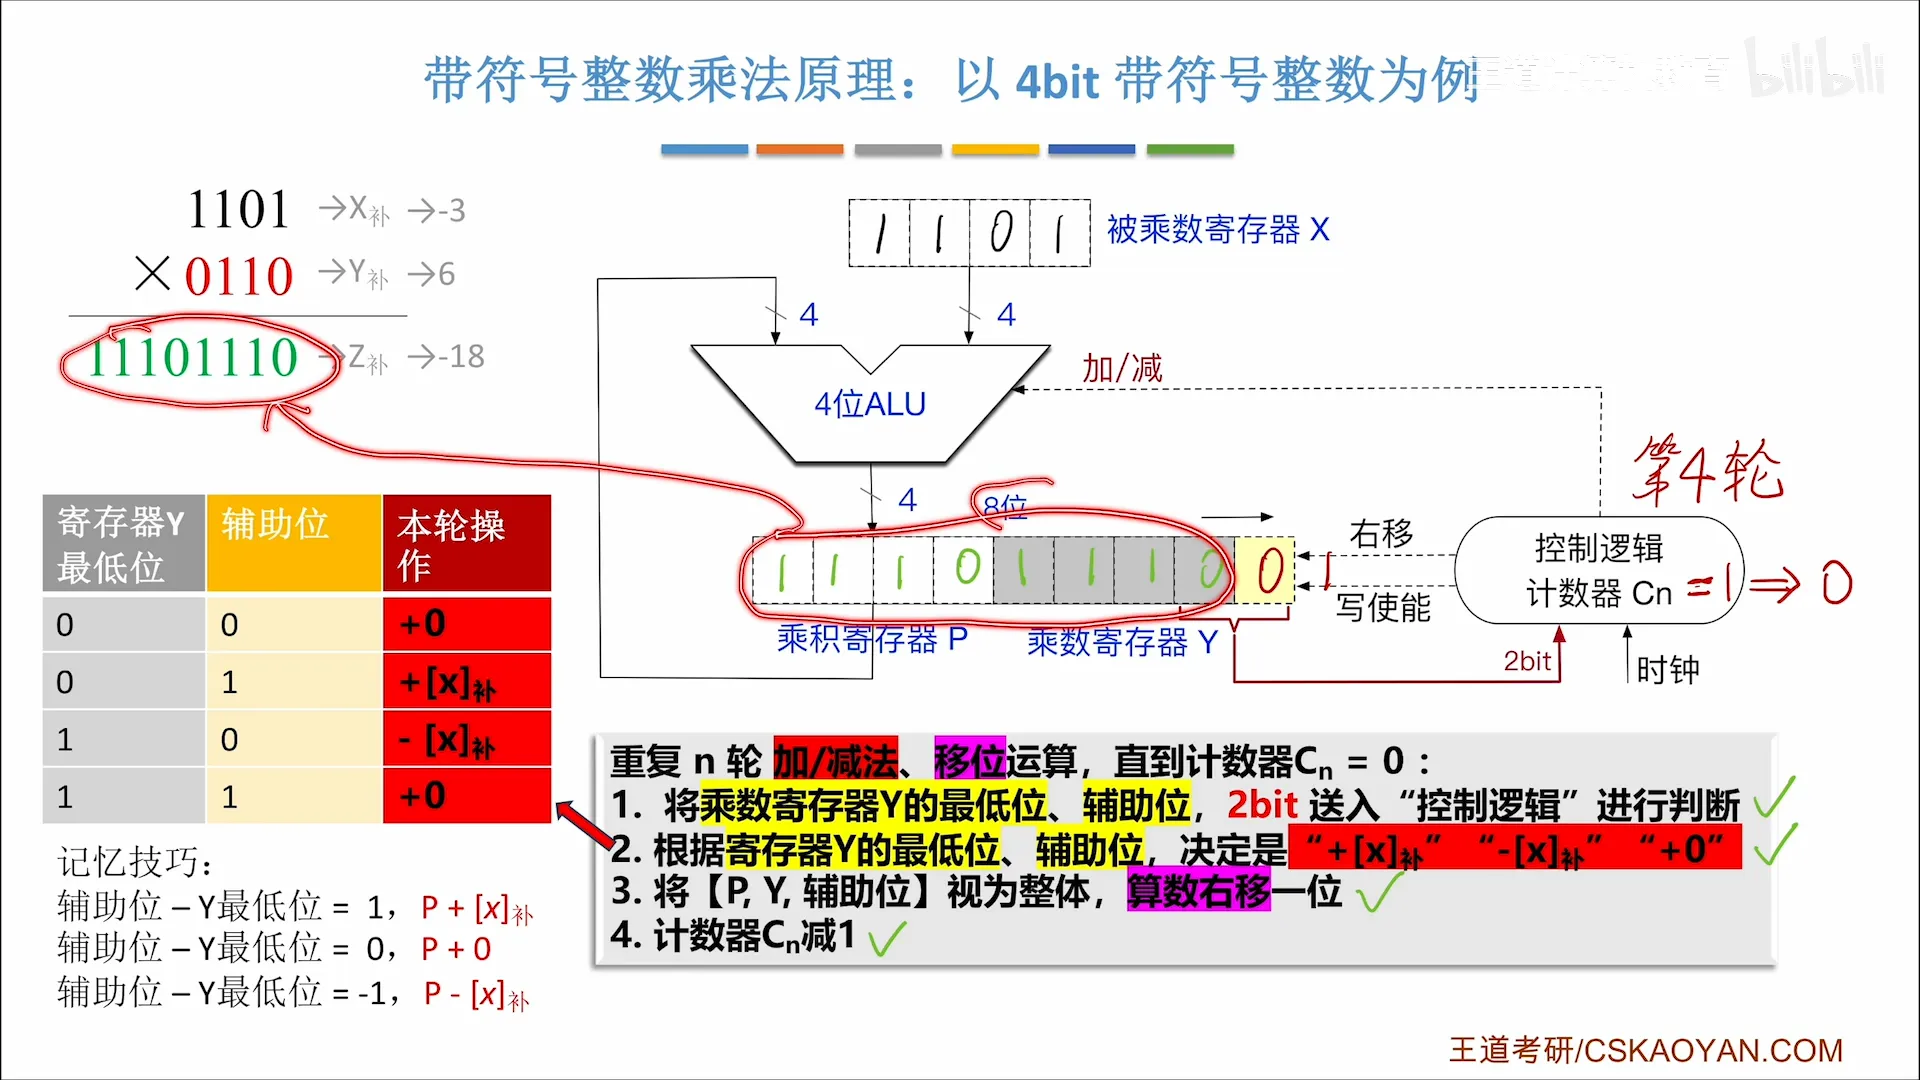 带符号整数乘法原理：以 4bit 带符号整数为例
bilibili
1101 →X补 →-3
×0110 →Y补 →6
11101110 →Z补 →-18
1 1 0 1 被乘数寄存器 X
4 4
加/减
4位ALU
第4轮
4 8位
右移
控制逻辑
计数器 Cn =1⇒0
1 1 1 0 1 1 1 0 0 1
写使能
乘积寄存器 P 乘数寄存器 Y
2bit 时钟
寄存器Y最低位 辅助位 本轮操作
0 0 +0
0 1 +[x]补
1 0 - [x]补
1 1 +0
记忆技巧：
辅助位 – Y最低位 = 1，P + [x]补
辅助位 – Y最低位 = 0，P + 0
辅助位 – Y最低位 = -1，P - [x]补
重复 n 轮 加/减法、移位运算，直到计数器Cn = 0 ：
1. 将乘数寄存器Y的最低位、辅助位，2bit 送入“控制逻辑”进行判断
2. 根据寄存器Y的最低位、辅助位，决定是“+[x]补” “-[x]补” “+0”
3. 将【P, Y, 辅助位】视为整体，算数右移一位
4. 计数器Cn减1
王道考研/CSKAOYAN.COM